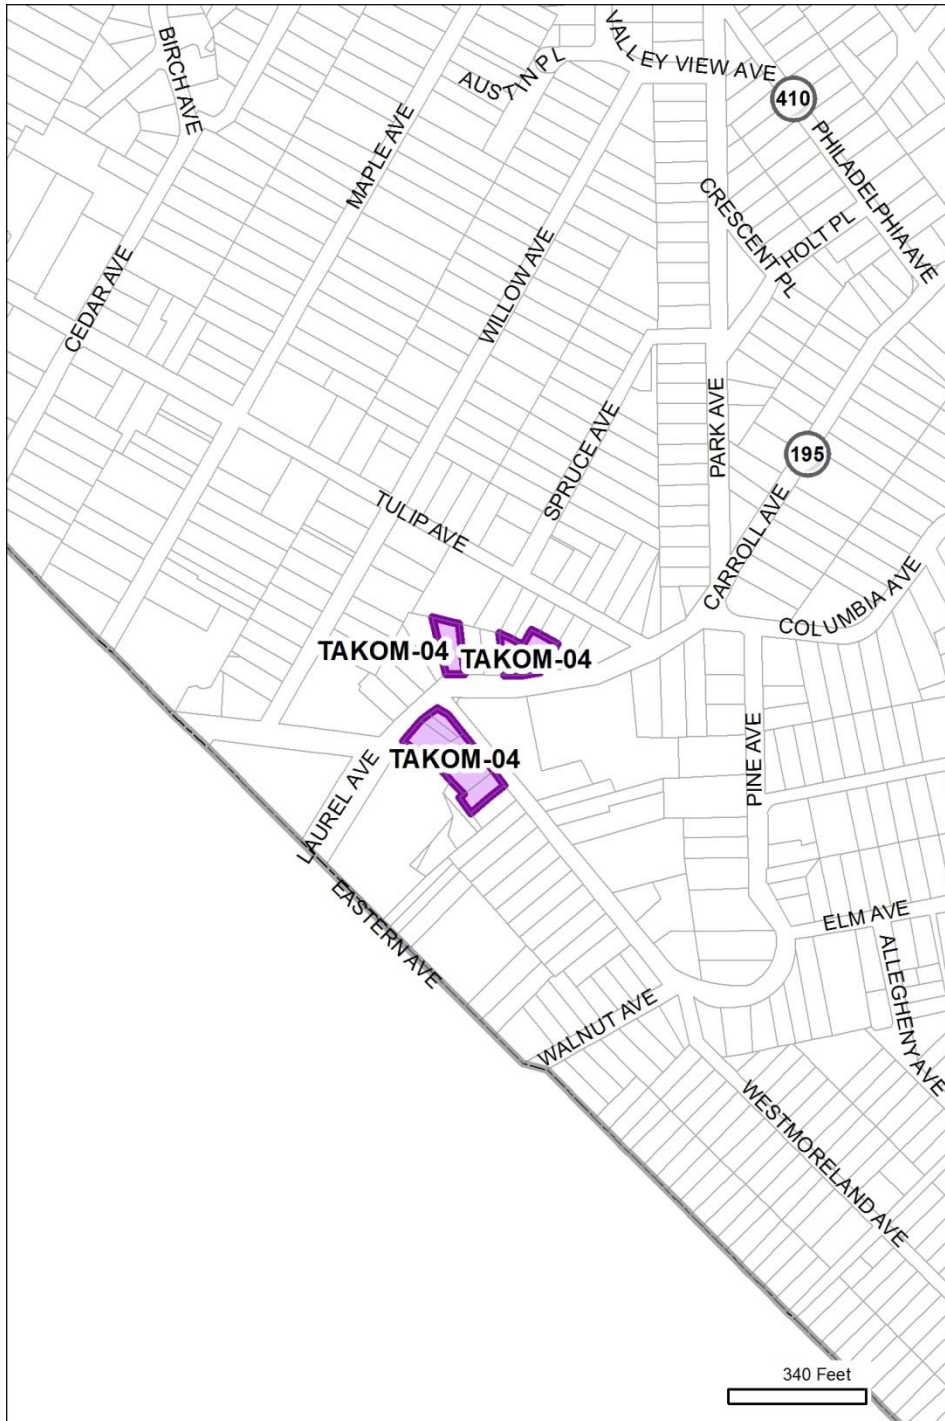 BIRCH AVE
VALLEY VIEW AVE
AUSTIN PL
410
MAPLE AVE
PHILADELPHIA AVE
CRESCENT PL
HOLT PL
CEDAR AVE
WILLOW AVE
SPRUCE AVE
PARK AVE
195
TULIP AVE
CARROLL AVE
COLUMBIA AVE
TAKOM-04
TAKOM-04
TAKOM-04
PINE AVE
LAUREL AVE
EASTERN AVE
ELM AVE
ALLEGHENY AVE
WALNUT AVE
WESTMORELAND AVE
340 Feet